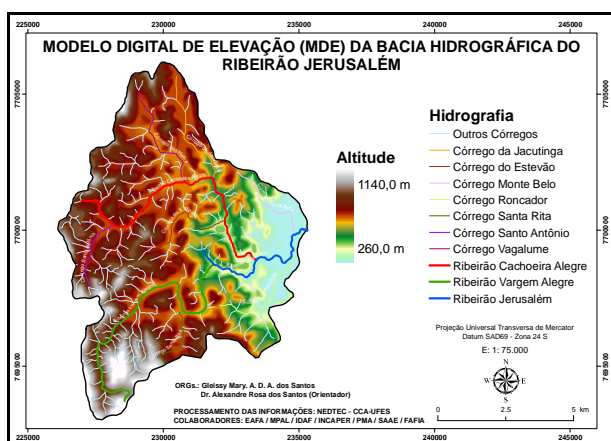 225000 230000 235000 240000 245000
MODELO DIGITAL DE ELEVAÇÃO (MDE) DA BACIA HIDROGRÁFICA DO
RIBEIRÃO JERUSALÉM
7705000
7705000
Hidrografia
Outros Córregos
Córrego da Jacutinga
Córrego do Estevão
Córrego Monte Belo
Córrego Roncador
Córrego Santa Rita
Córrego Santo Antônio
Córrego Vagalume
Ribeirão Cachoeira Alegre
Ribeirão Vargem Alegre
Ribeirão Jerusalém
Altitude
1140,0 m
260,0 m
7700000
7700000
Projeção Universal Transversa de Mercator
Datum SAD69 - Zona 24 S
E: 1: 75.000
N
W E
S
7695000
7695000
0 2.5 5 km
ORGs.: Gleissy Mary. A. D. A. dos Santos
Dr. Alexandre Rosa dos Santos (Orientador)
PROCESSAMENTO DAS INFORMAÇÕES: NEDTEC - CCA-UFES
COLABORADORES: EAFA / MPAL / IDAF / INCAPER / PMA / SAAE / FAFIA
225000 230000 235000 240000 245000